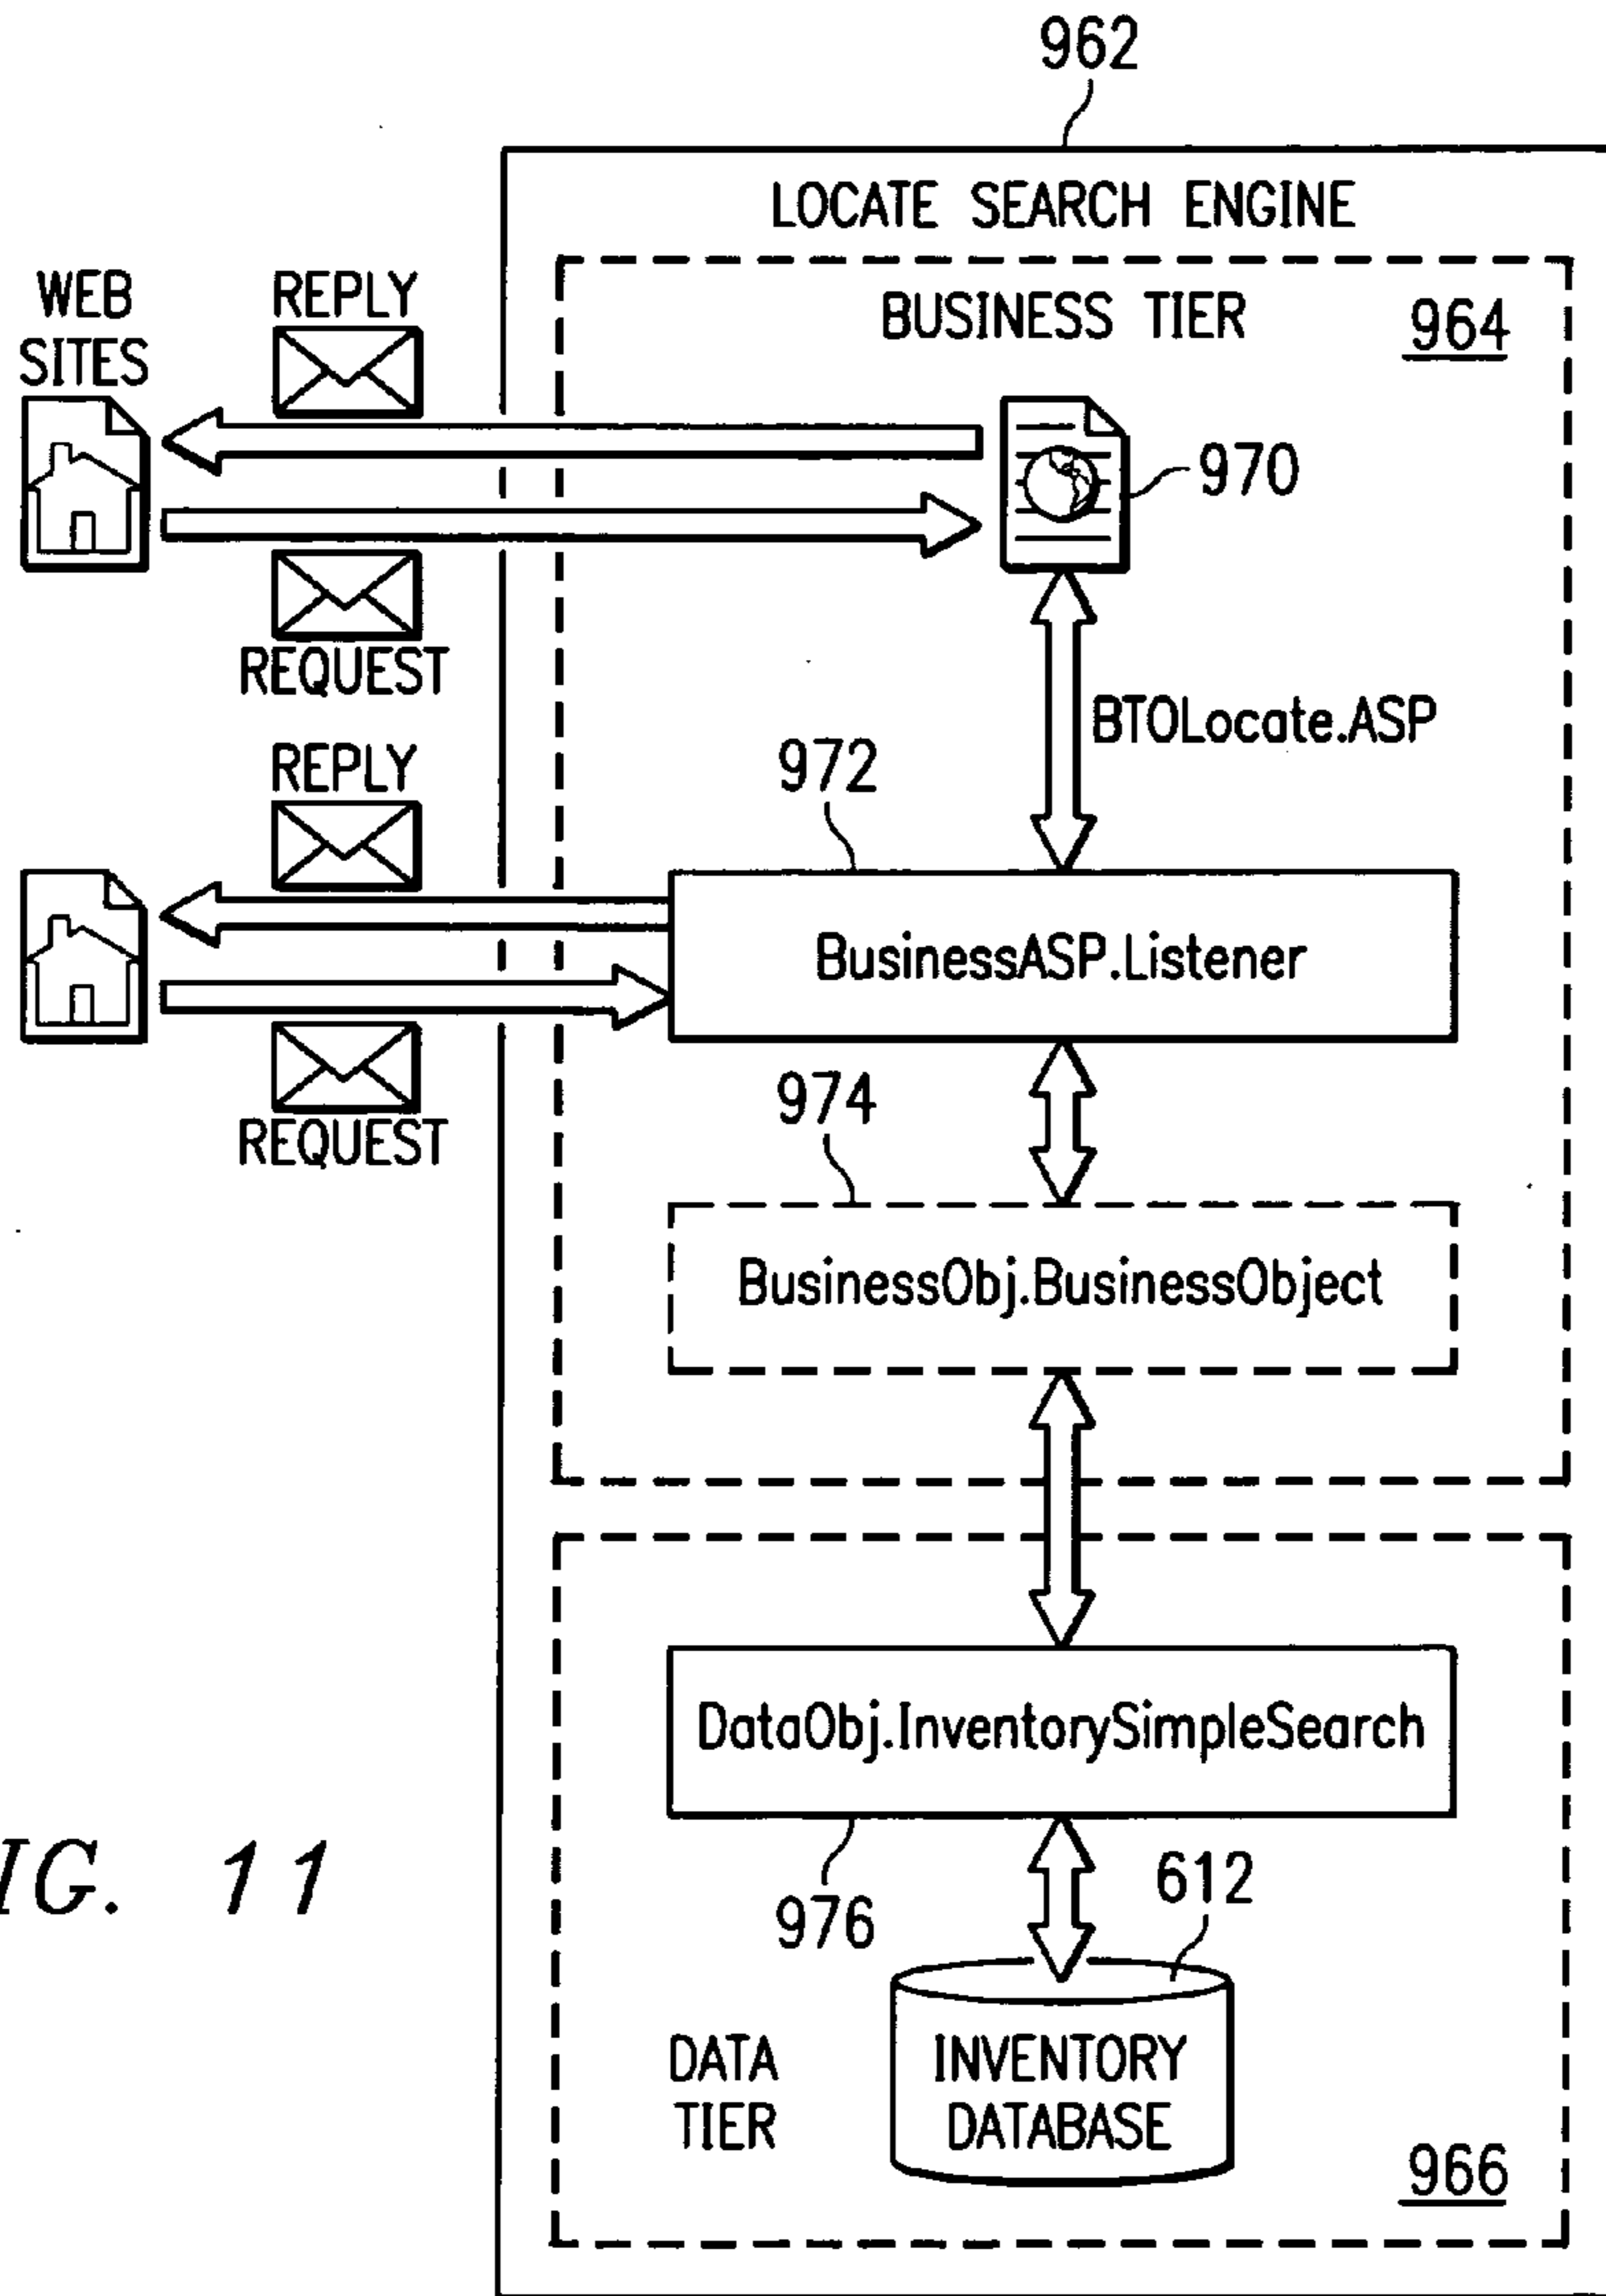 962
LOCATE SEARCH ENGINE
WEB
SITES
REPLY
BUSINESS TIER
964
970
REQUEST
BTOLocate.ASP
REPLY
972
BusinessASP.Listener
974
REQUEST
BusinessObj.BusinessObject
DataObj.InventorySimpleSearch
IG. 11
976
612
DATA
TIER
INVENTORY
DATABASE
966